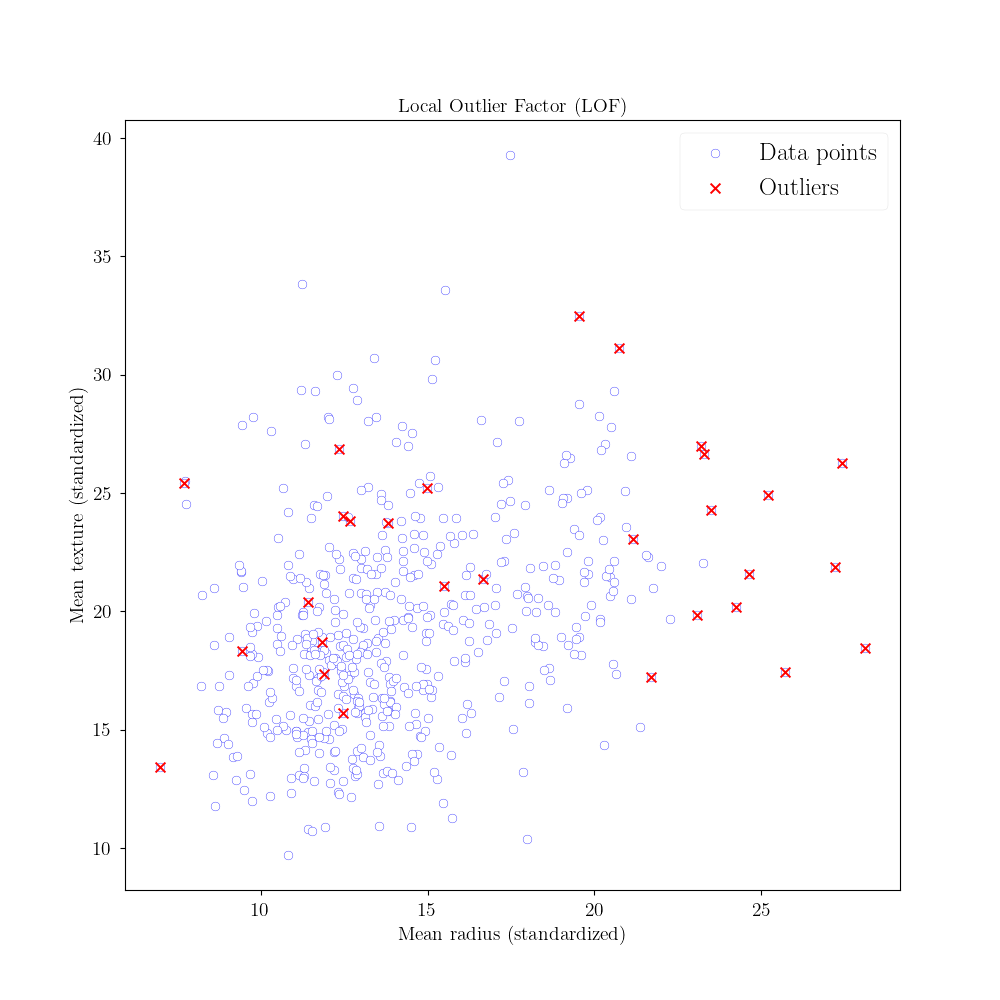 Local Outlier Factor (LOF)
Data points
Outliers
40
35
30
25
20
15
10
Mean texture (standardized)
10 15 20 25
Mean radius (standardized)